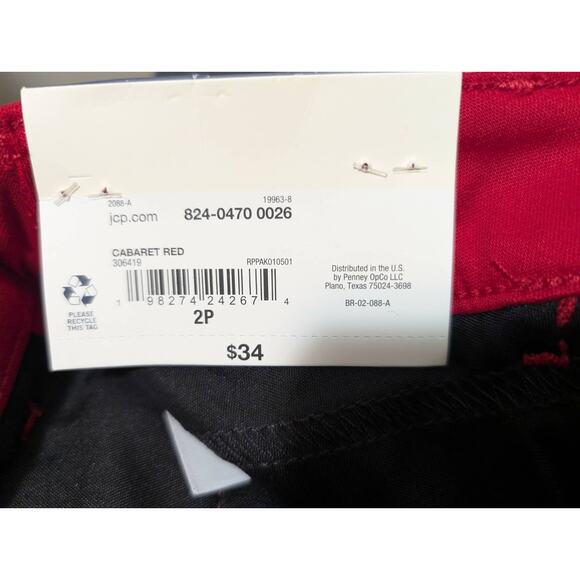 2088-A 19963-8
jcp.com 824-0470 0026
CABARET RED
306419 RPPAK010501
1 98274 24267 4
2P
$34
PLEASE
RECYCLE
THIS TAG
Distributed in the U.S.
by Penney OpCo LLC
Plano, Texas 75024-3698
BR-02-088-A